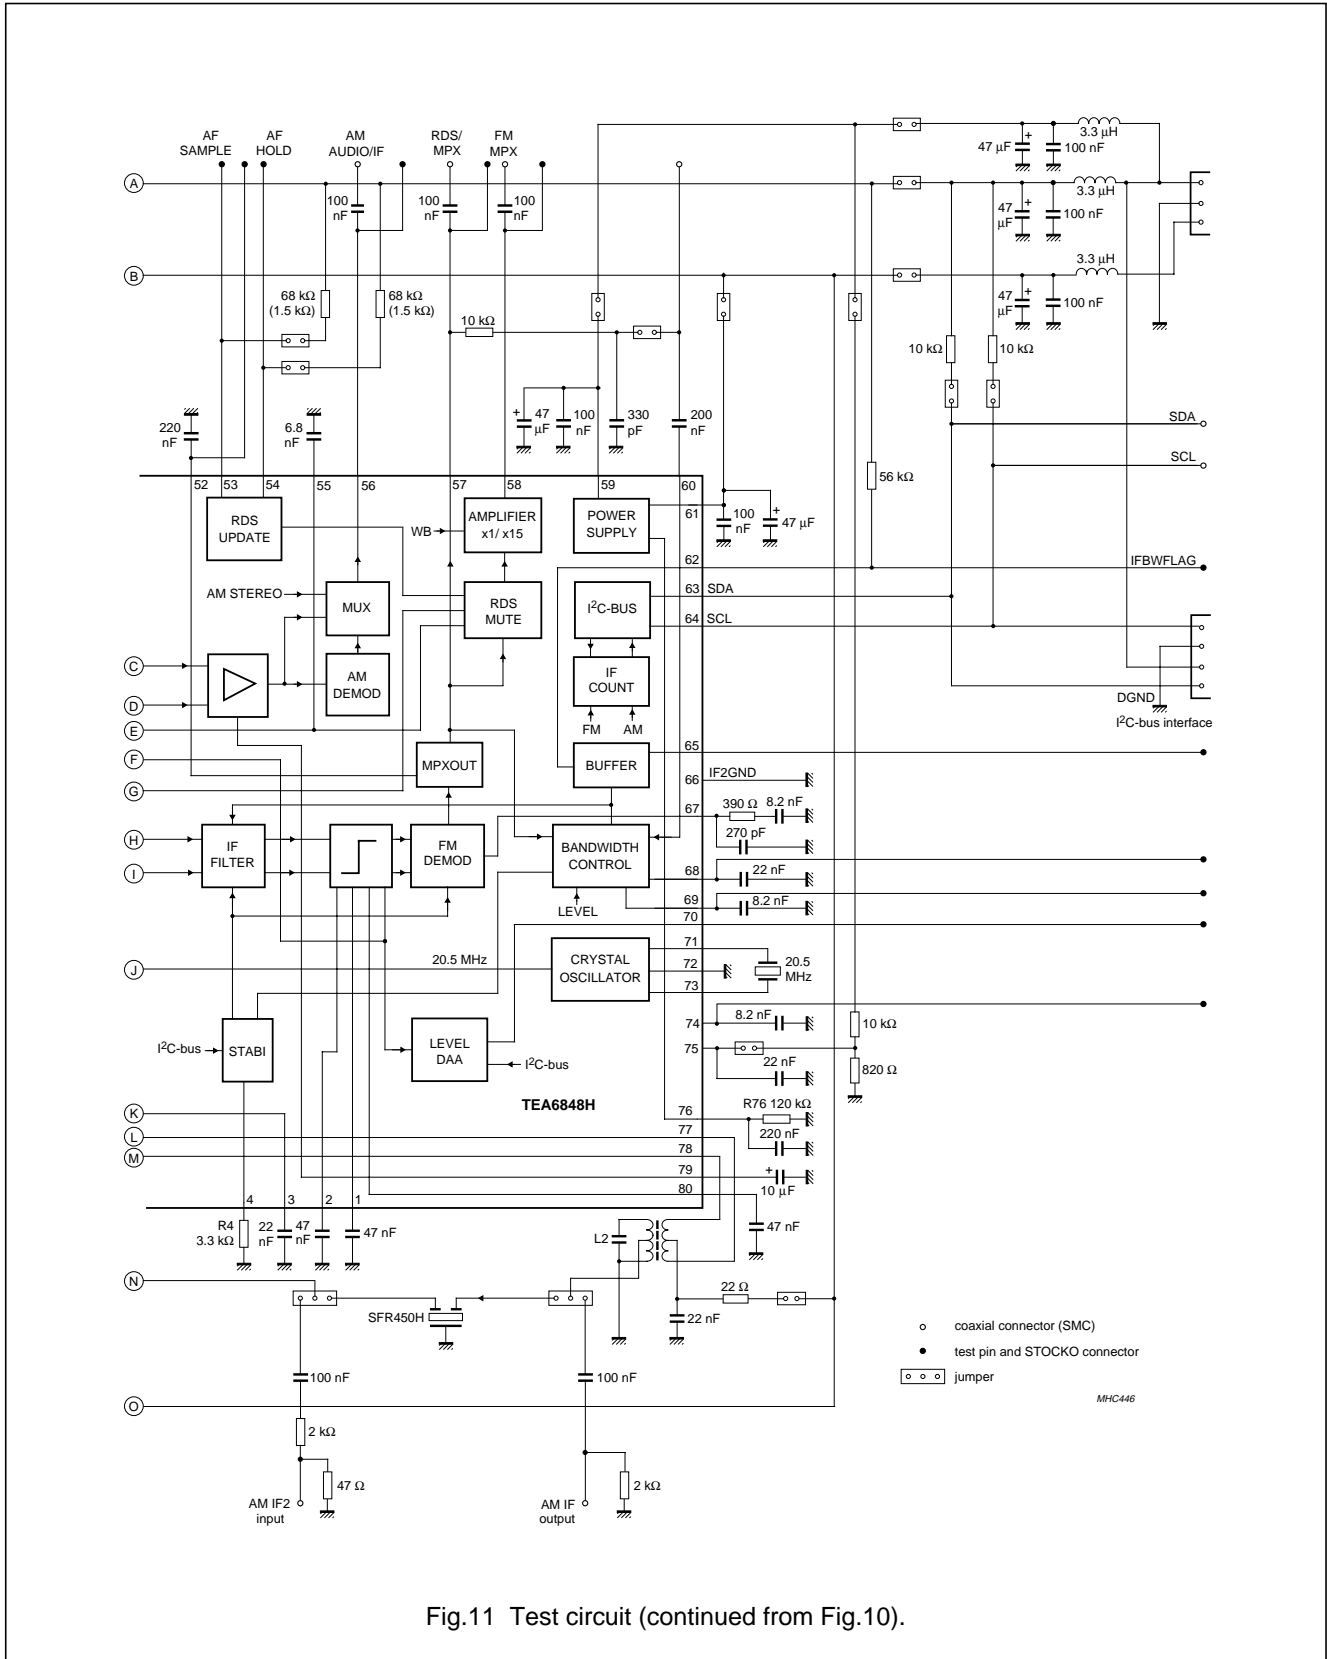 AF SAMPLE
AF HOLD
AM AUDIO/IF
RDS/ MPX
FM MPX
47 μF
+
100 nF
3.3 μH
A
100 nF
100 nF
100 nF
47 μF
+
100 nF
3.3 μH
B
68 kΩ (1.5 kΩ)
68 kΩ (1.5 kΩ)
47 μF
+
100 nF
3.3 μH
10 kΩ
10 kΩ
10 kΩ
220 nF
6.8 nF
+
47 μF
100 nF
330 pF
200 nF
SDA
SCL
52
53
54
55
56
57
58
59
60
56 kΩ
RDS UPDATE
WB
AMPLIFIER x1/ x15
POWER SUPPLY
61
100 nF
+
47 μF
62
IFBWFLAG
AM STEREO
MUX
RDS MUTE
I2C-BUS
63
SDA
64
SCL
C
D
E
F
G
AM DEMOD
IF COUNT
FM
AM
DGND
I2C-bus interface
MPXOUT
BUFFER
65
66
IF2GND
67
390 Ω
8.2 nF
270 pF
H
I
IF FILTER
FM DEMOD
BANDWIDTH CONTROL
LEVEL
68
22 nF
69
8.2 nF
70
J
20.5 MHz
CRYSTAL OSCILLATOR
71
72
73
20.5 MHz
74
8.2 nF
10 kΩ
I2C-bus
STABI
LEVEL DAA
I2C-bus
75
22 nF
820 Ω
TEA6848H
K
L
M
76
R76 120 kΩ
77
220 nF
78
79
+
10 μF
80
4
3
2
1
R4 3.3 kΩ
22 nF
47 nF
47 nF
L2
47 nF
N
SFR450H
22 Ω
22 nF
100 nF
100 nF
O
2 kΩ
47 Ω
2 kΩ
AM IF2 input
AM IF output
coaxial connector (SMC)
test pin and STOCKO connector
jumper
MHC446
Fig.11 Test circuit (continued from Fig.10).